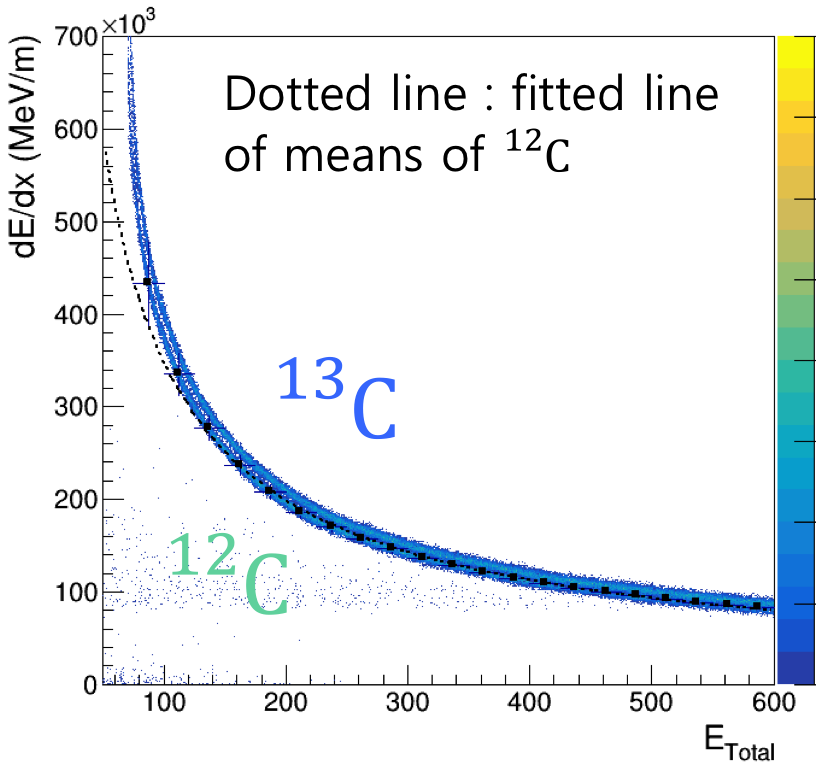 ×10³
700
600
500
400
300
200
100
0
dE/dx (MeV/m)
Dotted line : fitted line
of means of ¹²C
¹³C
¹²C
100 200 300 400 500 600
E_Total